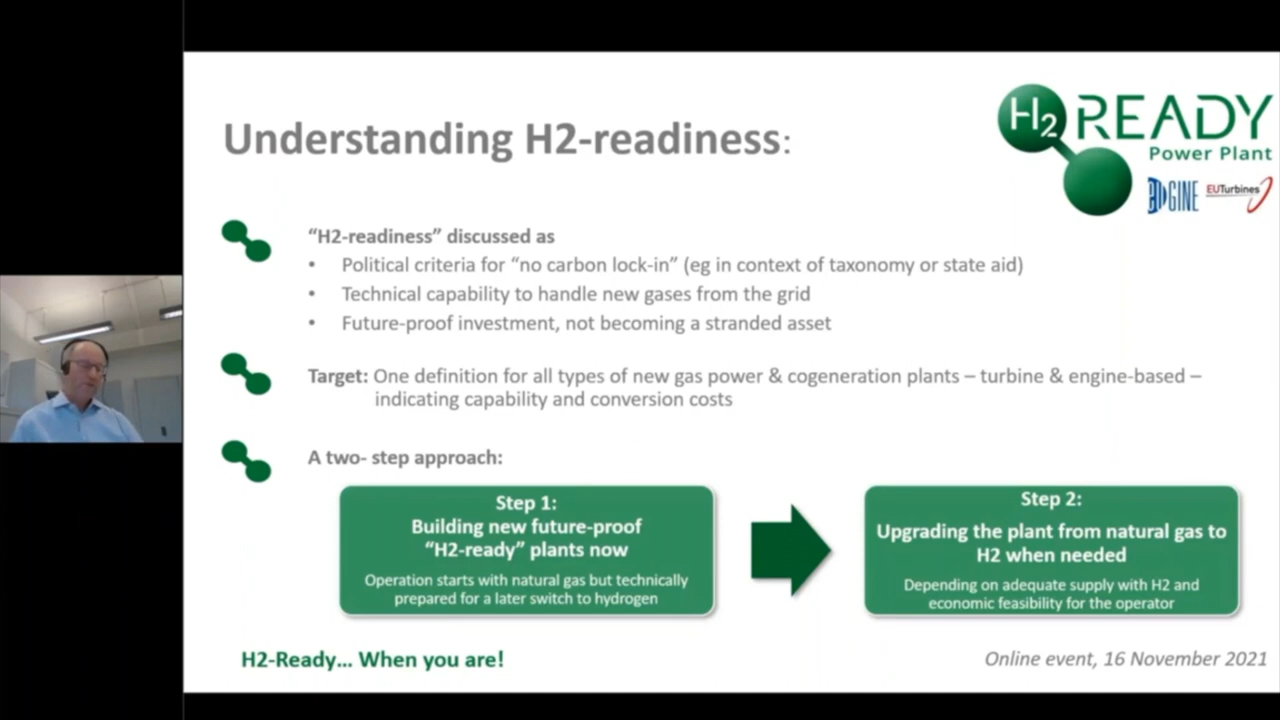 H2 READY
Power Plant
ENGINE EUTurbines
Understanding H2-readiness:
“H2-readiness” discussed as
• Political criteria for “no carbon lock-in” (eg in context of taxonomy or state aid)
• Technical capability to handle new gases from the grid
• Future-proof investment, not becoming a stranded asset
Target: One definition for all types of new gas power & cogeneration plants – turbine & engine-based –
indicating capability and conversion costs
A two- step approach:
Step 1:
Building new future-proof
“H2-ready” plants now
Operation starts with natural gas but technically
prepared for a later switch to hydrogen
Step 2:
Upgrading the plant from natural gas to
H2 when needed
Depending on adequate supply with H2 and
economic feasibility for the operator
H2-Ready... When you are!
Online event, 16 November 2021